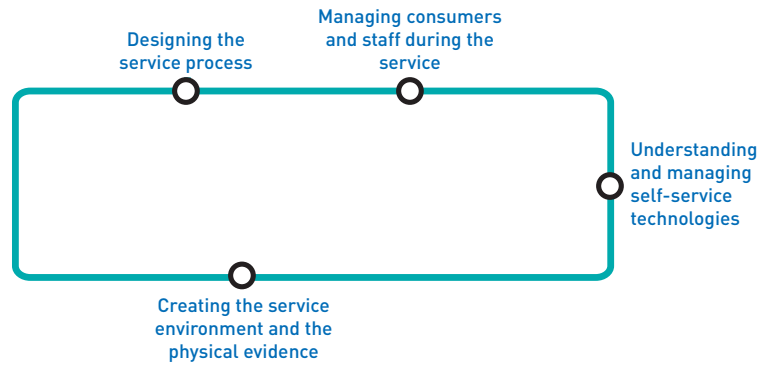 Designing the
service process
Managing consumers
and staff during the
service
Understanding
and managing
self-service
technologies
Creating the service
environment and the
physical evidence